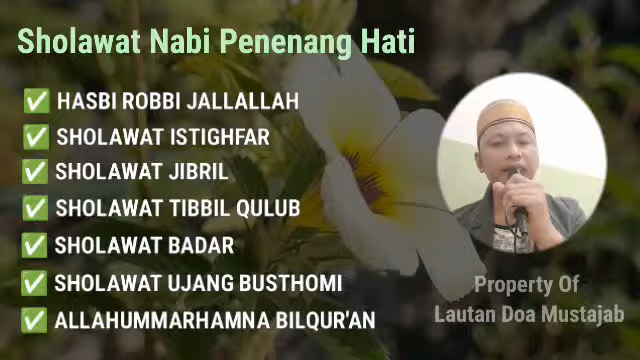 Sholawat Nabi Penenang Hati
✅ HASBI ROBBI JALLALLAH
✅ SHOLAWAT ISTIGHFAR
✅ SHOLAWAT JIBRIL
✅ SHOLAWAT TIBBIL QULUB
✅ SHOLAWAT BADAR
✅ SHOLAWAT UJANG BUSTHOMI
✅ ALLAHUMMARHAMNA BILQUR'AN
Property Of
Lautan Doa Mustajab